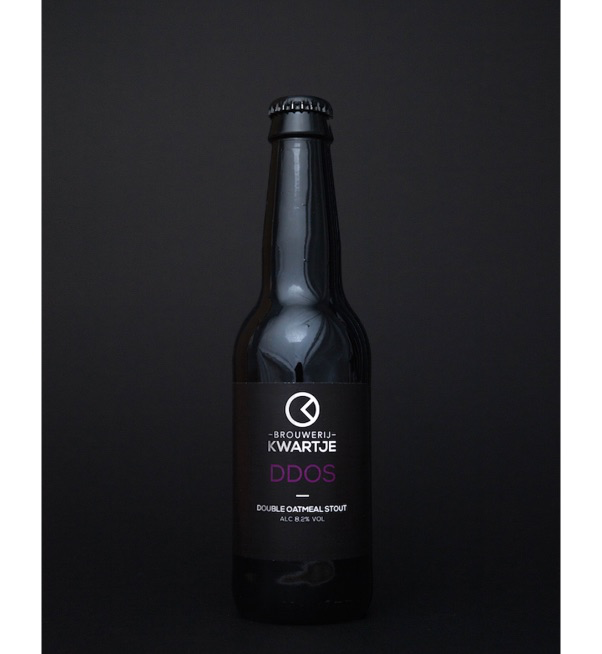 -BROUWERIJ-
KWARTJE
DDOS
DOUBLE OATMEAL STOUT
ALC 8.2% VOL